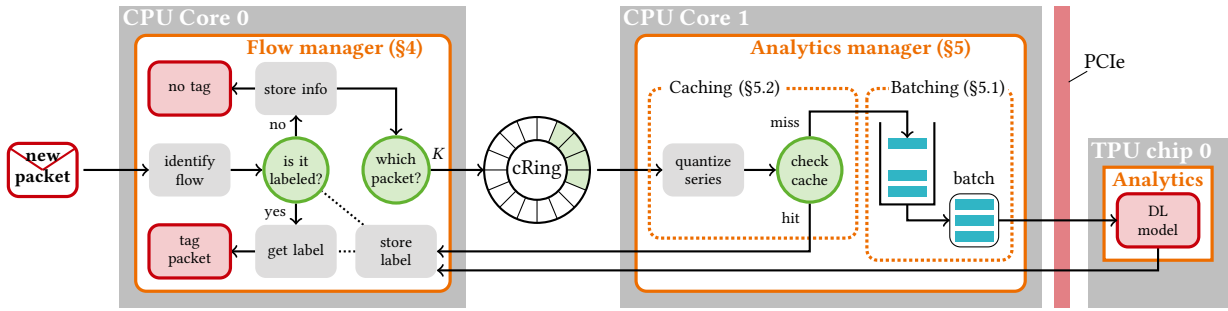 CPU Core 0
Flow manager (§4)
no tag
store info
no
new
packet
identify
flow
is it
labeled?
which
packet?
K
yes
tag
packet
get label
store
label
cRing
CPU Core 1
Analytics manager (§5)
Caching (§5.2)
Batching (§5.1)
miss
quantize
series
check
cache
hit
batch
PCIe
TPU chip 0
Analytics
DL
model